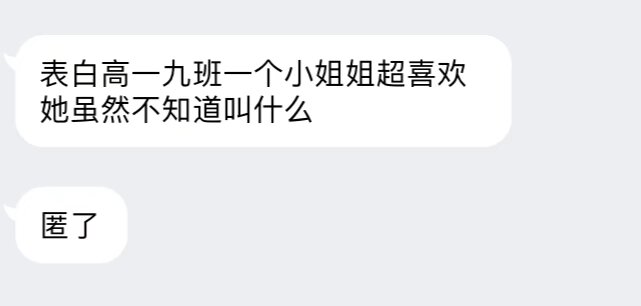 表白高一九班一个小姐姐超喜欢
她虽然不知道叫什么
匿了